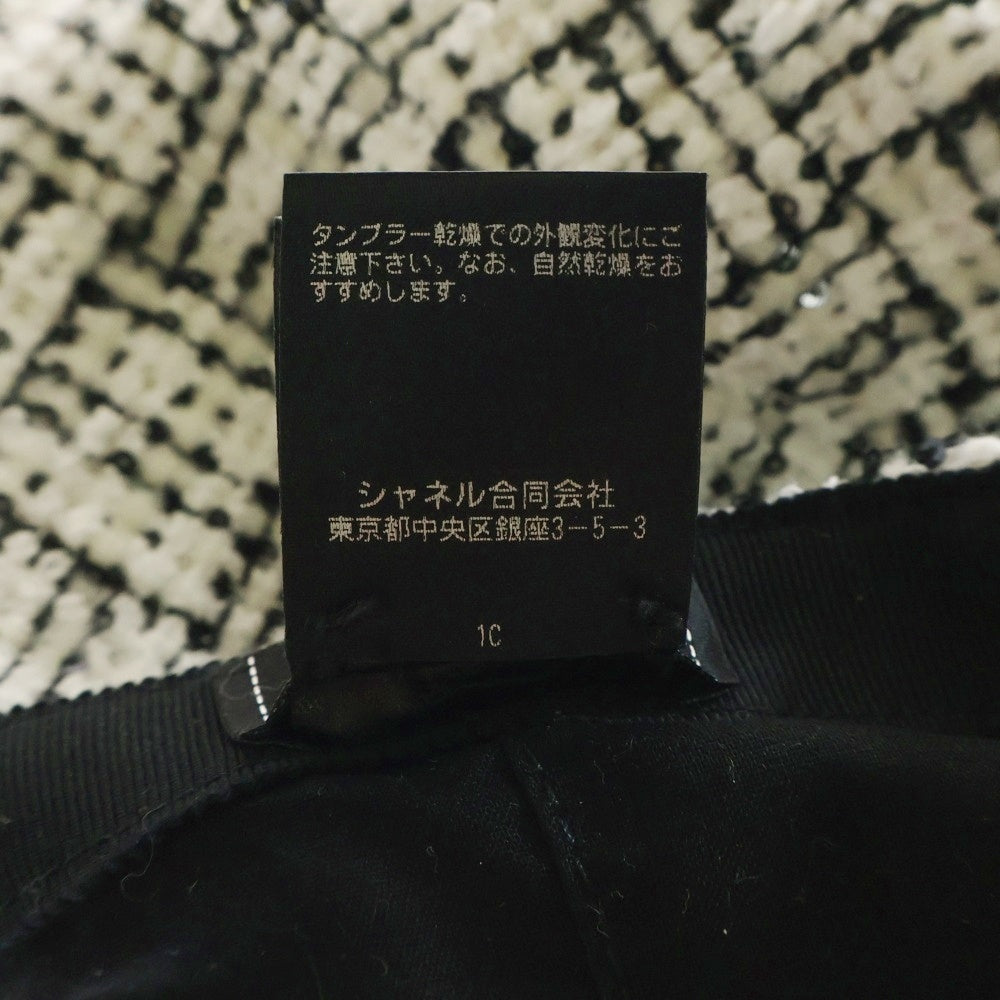 タンブラー乾燥での外観変化にご
注意下さい。なお、自然乾燥をお
すすめします。
シャネル合同会社
東京都中央区銀座3-5-3
1C